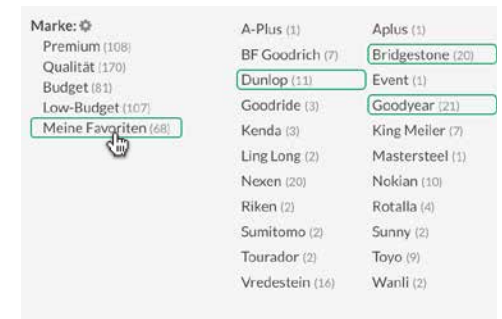 Marke:
Premium (108)
Qualität (170)
Budget (81)
Low-Budget (107)
Meine Favoriten (68)
A-Plus (1)
Aplus (1)
BF Goodrich (7)
Bridgestone (20)
Dunlop (11)
Event (1)
Goodride (3)
Goodyear (21)
Kenda (3)
King Meiler (7)
Ling Long (2)
Mastersteel (1)
Nexen (20)
Nokian (10)
Riken (2)
Rotalla (4)
Sumitomo (2)
Sunny (2)
Tourador (2)
Toyo (9)
Vredestein (16)
Wanli (2)